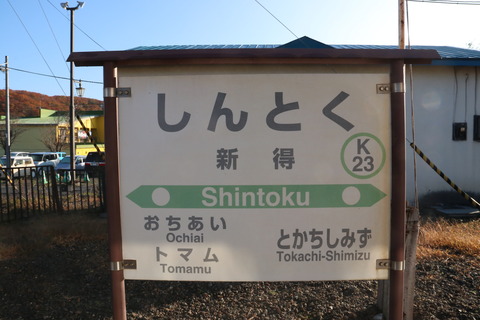 しんとく
新得
K
23
Shintoku
おちあい
Ochiai
トマム
Tomamu
とかちしみず
Tokachi-Shimizu